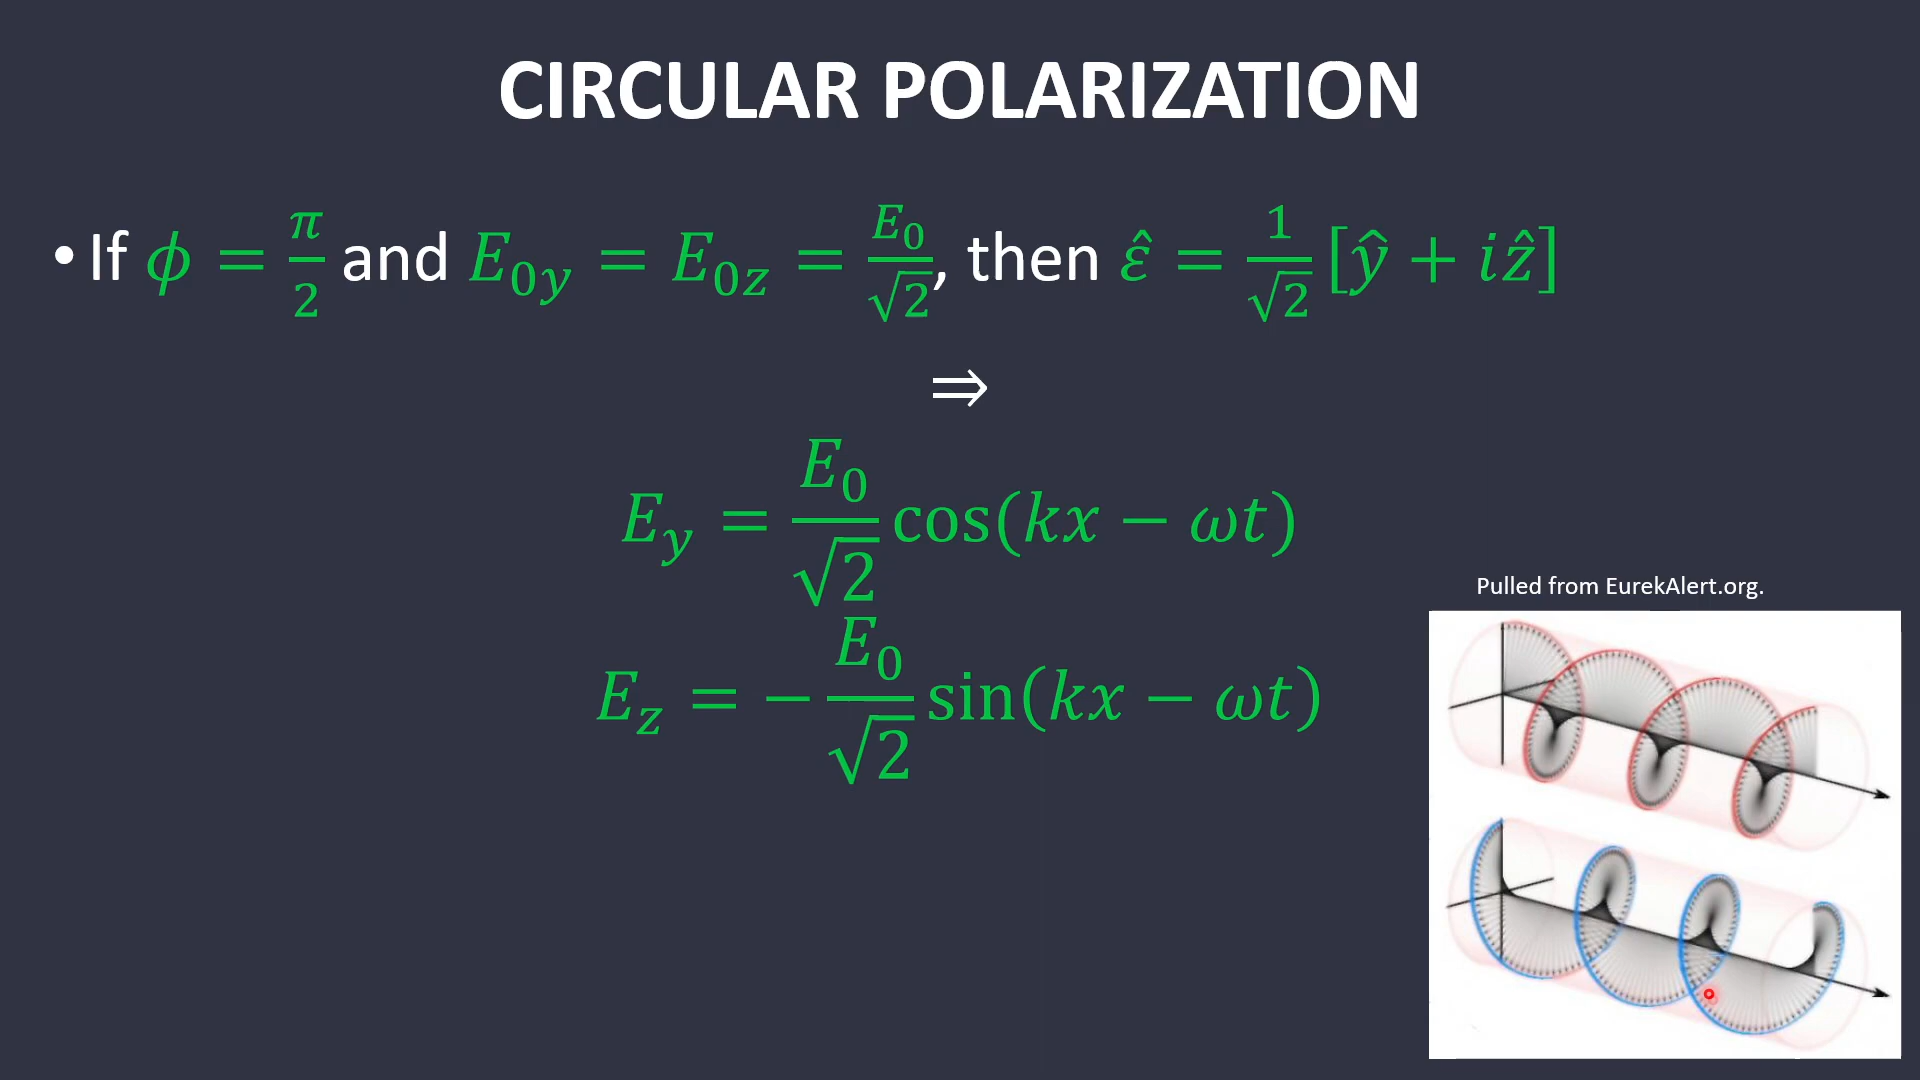 CIRCULAR POLARIZATION
• If 𝜙 = π/2 and E₀y = E₀z = E₀/√2, then ε̂ = 1/√2 [ŷ + iẑ]
⇒
Ey = E₀/√2 cos(kx − ωt)
Ez = − E₀/√2 sin(kx − ωt)
Pulled from EurekAlert.org.